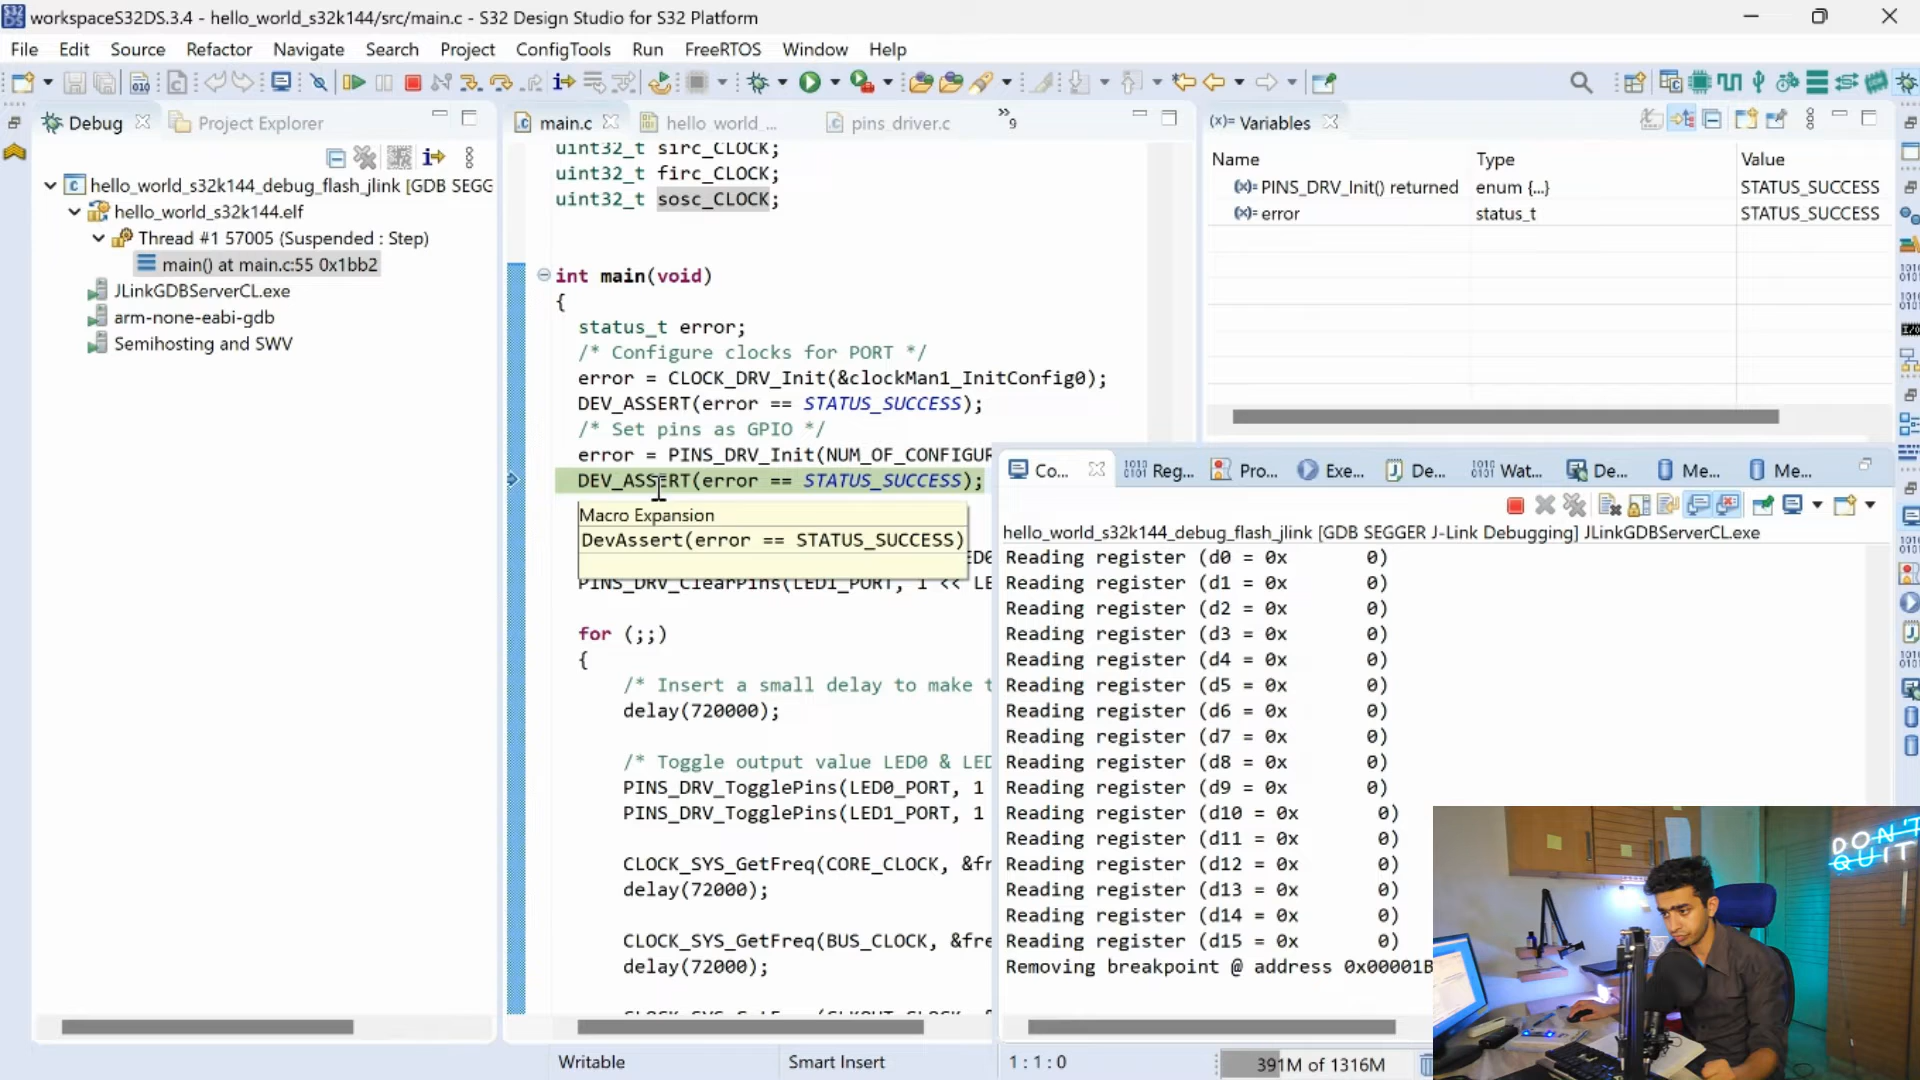 workspaceS32DS.3.4 - hello_world_s32k144/src/main.c - S32 Design Studio for S32 Platform
File Edit Source Refactor Navigate Search Project ConfigTools Run FreeRTOS Window Help
Debug Project Explorer
hello_world_s32k144_debug_flash_jlink [GDB SEGG
hello_world_s32k144.elf
Thread #1 57005 (Suspended : Step)
main() at main.c:55 0x1bb2
JLinkGDBServerCL.exe
arm-none-eabi-gdb
Semihosting and SWV
main.c hello world ... pins_driver.c »9
uint32_t sirc_CLOCK;
uint32_t firc_CLOCK;
uint32_t sosc_CLOCK;
int main(void)
{
status_t error;
/* Configure clocks for PORT */
error = CLOCK_DRV_Init(&clockMan1_InitConfig0);
DEV_ASSERT(error == STATUS_SUCCESS);
/* Set pins as GPIO */
error = PINS_DRV_Init(NUM_OF_CONFIGUR
DEV_ASSERT(error == STATUS_SUCCESS);
Macro Expansion
DevAssert(error == STATUS_SUCCESS)
ED0
PINS_DRV_ClearPins(LED1_PORT, 1 << LE
for (;;)
{
/* Insert a small delay to make t
delay(720000);
/* Toggle output value LED0 & LED
PINS_DRV_TogglePins(LED0_PORT, 1
PINS_DRV_TogglePins(LED1_PORT, 1
CLOCK_SYS_GetFreq(CORE_CLOCK, &fr
delay(72000);
CLOCK_SYS_GetFreq(BUS_CLOCK, &fre
delay(72000);
(x)= Variables
Name Type Value
(x)= PINS_DRV_Init() returned enum {...} STATUS_SUCCESS
(x)= error status_t STATUS_SUCCESS
Co... Reg... Pro... Exe... De... Wat... De... Me... Me...
hello_world_s32k144_debug_flash_jlink [GDB SEGGER J-Link Debugging] JLinkGDBServerCL.exe
Reading register (d0 = 0x 0)
Reading register (d1 = 0x 0)
Reading register (d2 = 0x 0)
Reading register (d3 = 0x 0)
Reading register (d4 = 0x 0)
Reading register (d5 = 0x 0)
Reading register (d6 = 0x 0)
Reading register (d7 = 0x 0)
Reading register (d8 = 0x 0)
Reading register (d9 = 0x 0)
Reading register (d10 = 0x 0)
Reading register (d11 = 0x 0)
Reading register (d12 = 0x 0)
Reading register (d13 = 0x 0)
Reading register (d14 = 0x 0)
Reading register (d15 = 0x 0)
Removing breakpoint @ address 0x00001B
DON'T
QUIT
Writable Smart Insert 1 : 1 : 0 391M of 1316M